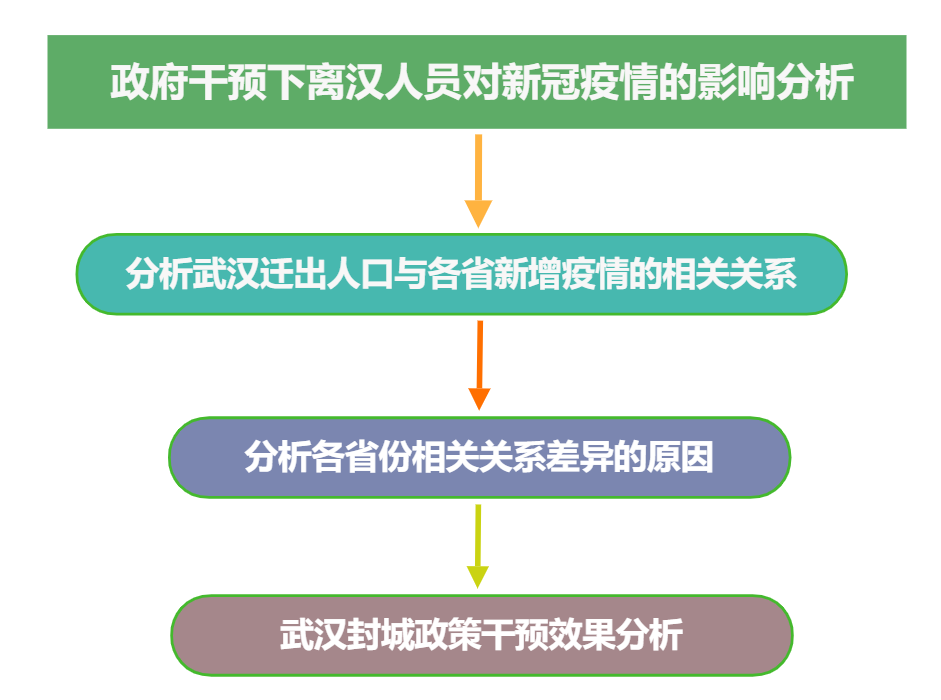 政府干预下离汉人员对新冠疫情的影响分析
分析武汉迁出人口与各省新增疫情的相关关系
分析各省份相关关系差异的原因
武汉封城政策干预效果分析